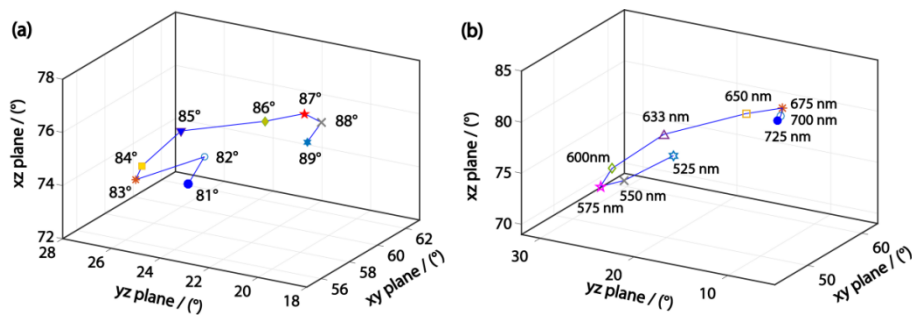 (a)
78
76
74
72
xz plane / (°)
28
26
24
22
20
18
yz plane / (°)
56
58
60
62
xy plane / (°)
81°
82°
83°
84°
85°
86°
87°
88°
89°
(b)
85
80
75
70
xz plane / (°)
30
20
10
yz plane / (°)
50
60
xy plane / (°)
525 nm
550 nm
575 nm
600nm
633 nm
650 nm
675 nm
700 nm
725 nm